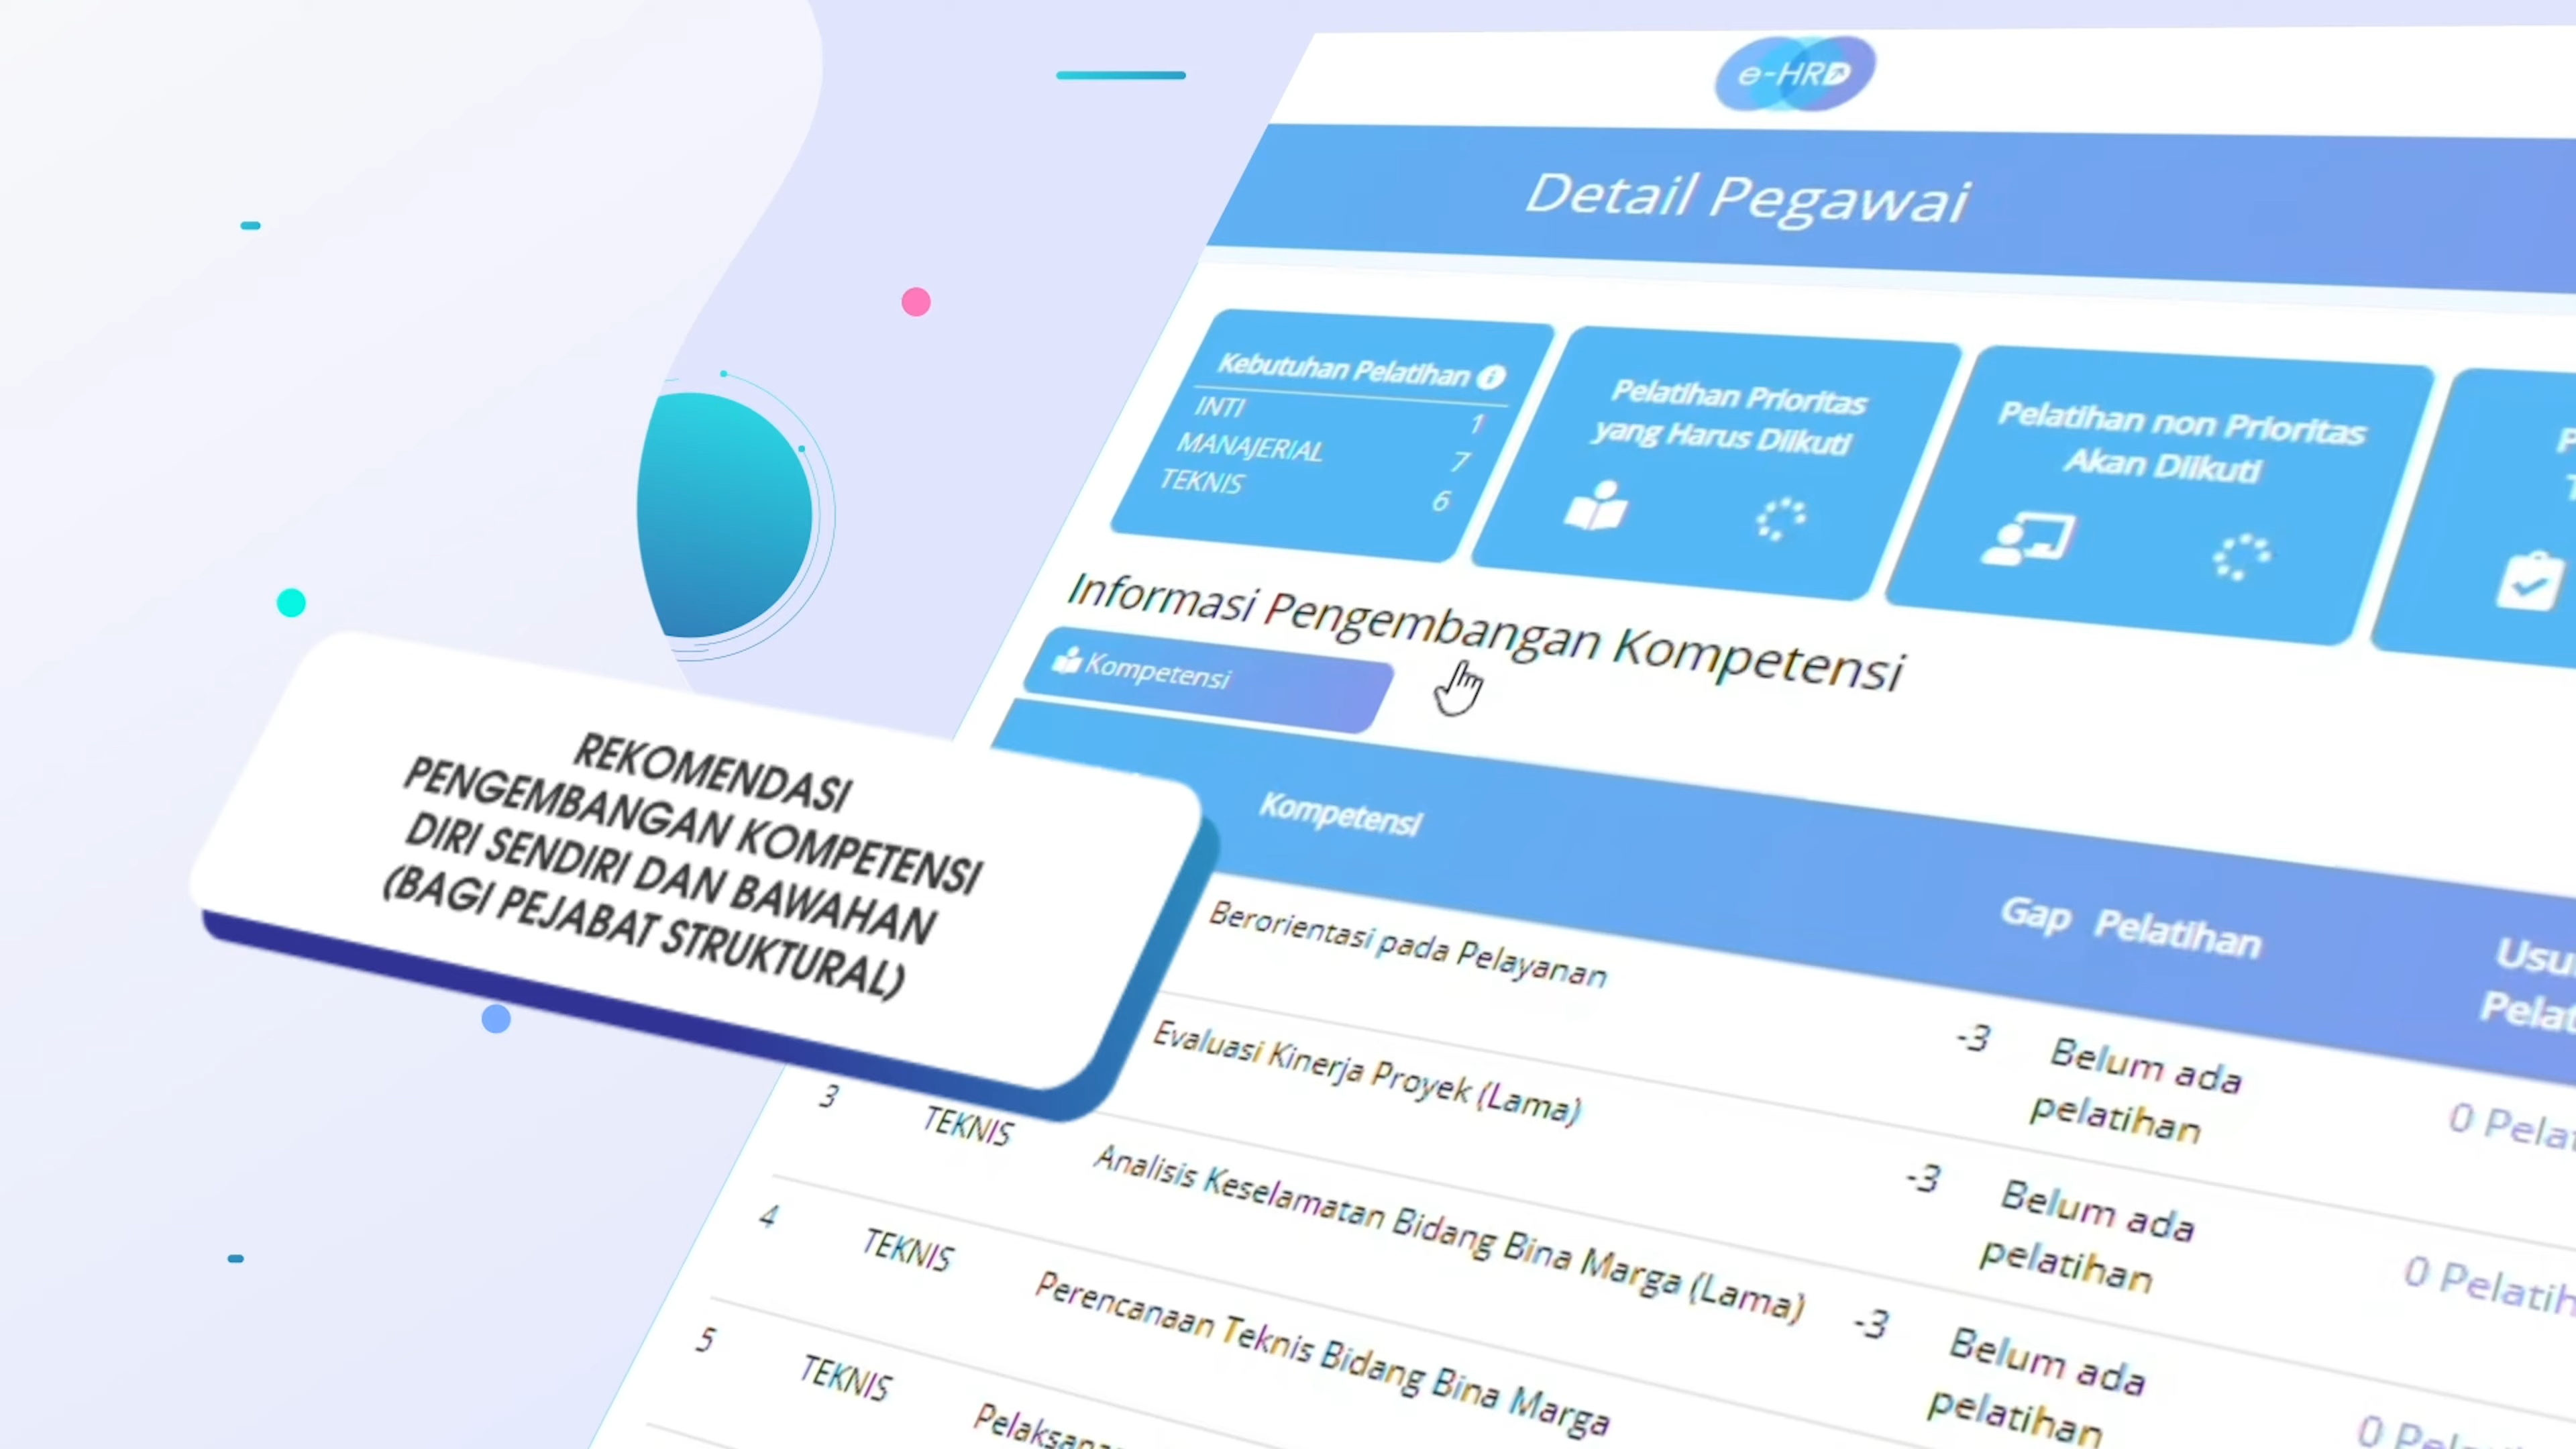 e-HRD
Detail Pegawai
Kebutuhan Pelatihan
INTI 1
MANAJERIAL 7
TEKNIS 6
Pelatihan Prioritas
yang Harus Diikuti
Pelatihan non Prioritas
Akan Diikuti
Informasi Pengembangan Kompetensi
Kompetensi
REKOMENDASI
PENGEMBANGAN KOMPETENSI
DIRI SENDIRI DAN BAWAHAN
(BAGI PEJABAT STRUKTURAL)
Kompetensi Gap Pelatihan
Berorientasi pada Pelayanan -3 Belum ada
pelatihan
0
Evaluasi Kinerja Proyek (Lama) -3 Belum ada
pelatihan
0
3 TEKNIS Analisis Keselamatan Bidang Bina Marga (Lama) -3 Belum ada
pelatihan
0
4 TEKNIS Perencanaan Teknis Bidang Bina Marga
5 TEKNIS